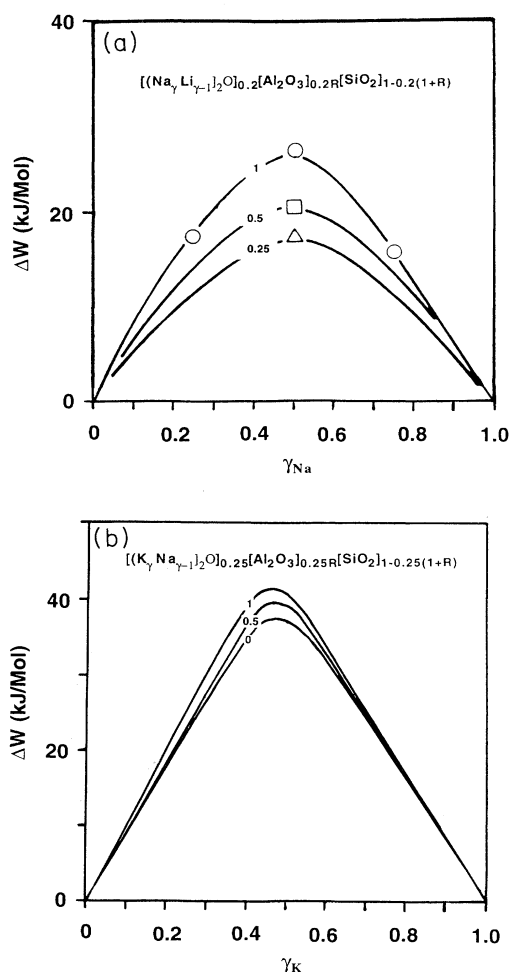 40
(a)
[(NaγLiγ−1]2O]0.2[Al2O3]0.2R[SiO2]1-0.2(1+R)
1
20
0.5
0.25
ΔW (kJ/Mol)
0
0 0.2 0.4 0.6 0.8 1.0
γNa
(b)
[(KγNaγ−1]2O]0.25[Al2O3]0.25R[SiO2]1-0.25(1+R)
40
1
0.5
0
ΔW (kJ/Mol)
20
0
0 0.2 0.4 0.6 0.8 1.0
γK